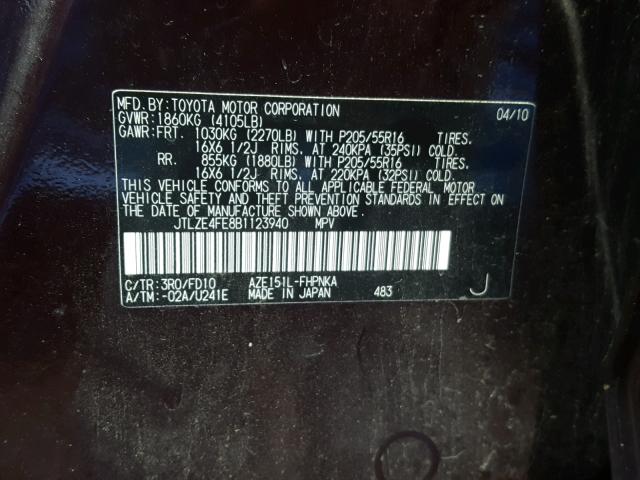 MFD. BY: TOYOTA MOTOR CORPORATION 04/10
GVWR: 1860KG (4105LB)
GAWR: FRT. 1030KG (2270LB) WITH P205/55R16 TIRES.
16X6 1/2J RIMS. AT 240KPA (35PSI) COLD.
RR. 855KG (1880LB) WITH P205/55R16 TIRES.
16X6 1/2J RIMS. AT 220KPA (32PSI) COLD.
THIS VEHICLE CONFORMS TO ALL APPLICABLE FEDERAL MOTOR
VEHICLE SAFETY AND THEFT PREVENTION STANDARDS IN EFFECT ON
THE DATE OF MANUFACTURE SHOWN ABOVE.
JTLZE4FE8B1123940 MPV
C/TR: 3R0/FD10 AZE151L-FHPNKA
A/TM: -02A/U241E MADE IN JAPAN 483 J